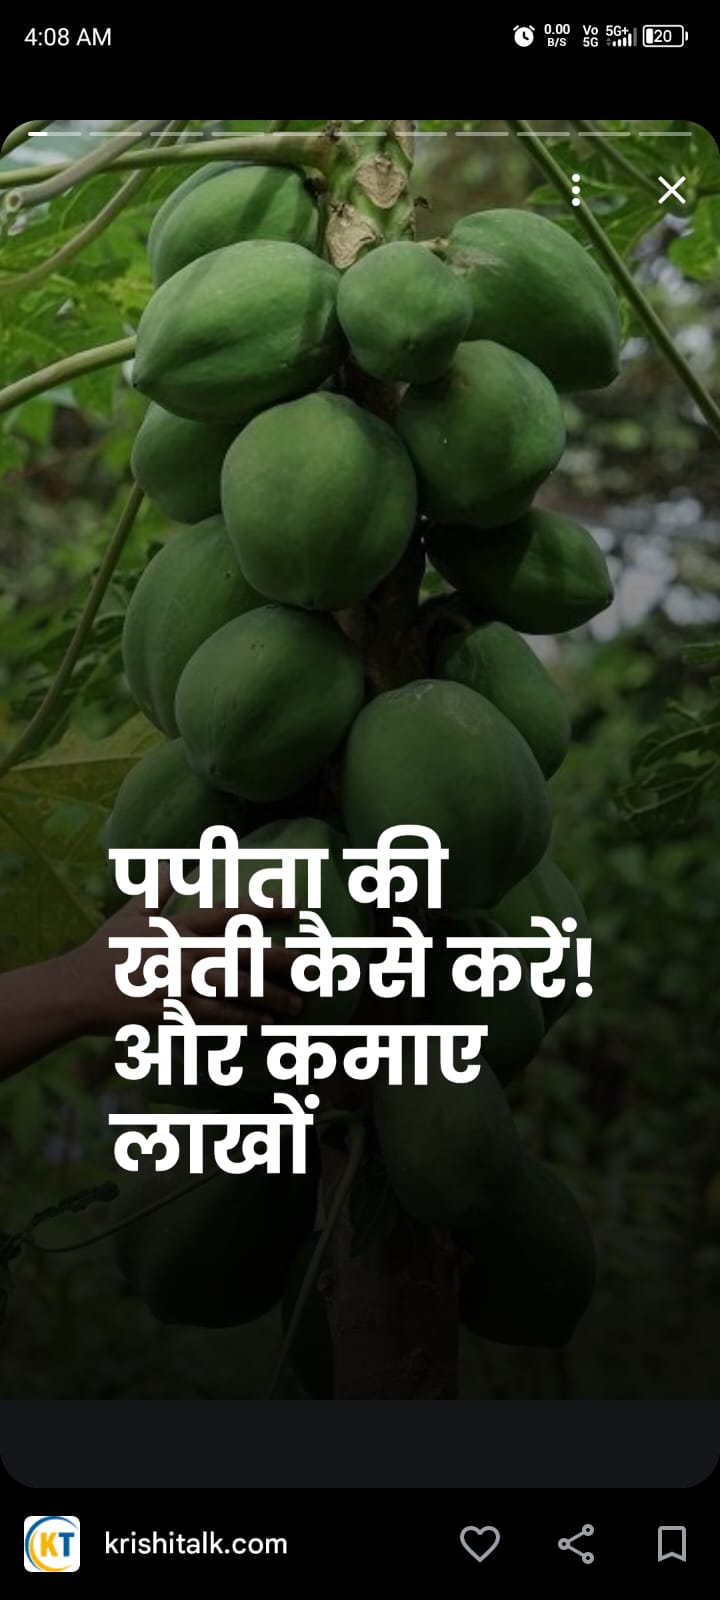 4:08 AM
0.00 B/S
Vo 5G
5G+
20
पपीता की
खेती कैसे करें!
और कमाए
लाखों
KT
krishitalk.com